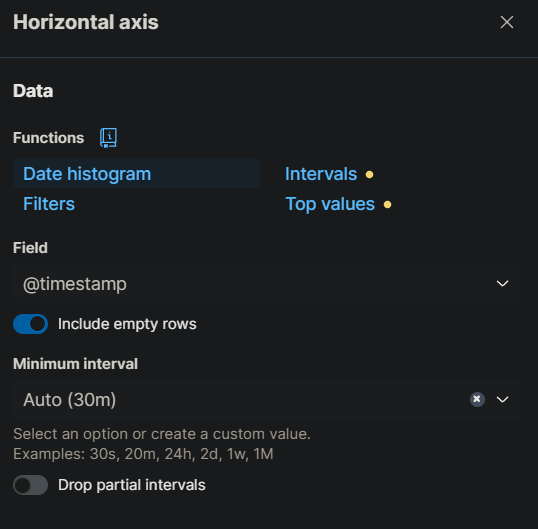 Horizontal axis
Data
Functions
Date histogram
Intervals
Filters
Top values
Field
@timestamp
Include empty rows
Minimum interval
Auto (30m)
Select an option or create a custom value.
Examples: 30s, 20m, 24h, 2d, 1w, 1M
Drop partial intervals